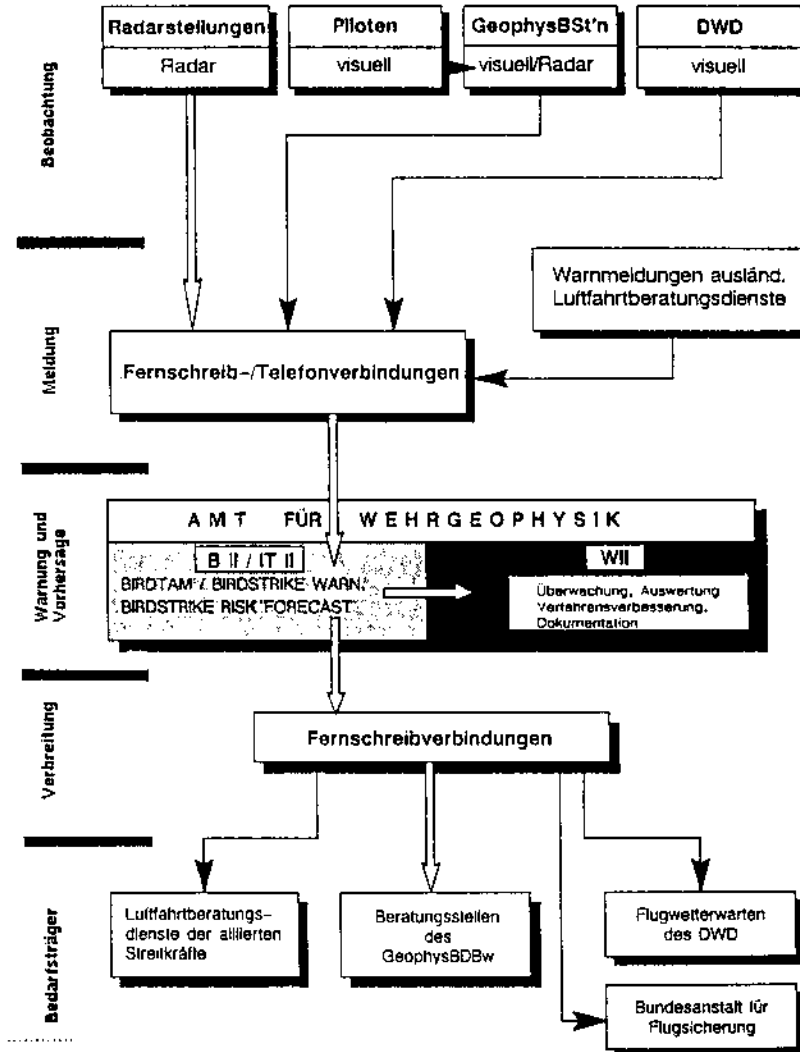 Beobachtung
Radarstellungen
Radar
Piloten
visuell
GeophysBSt'n
visuell/Radar
DWD
visuell
Meldung
Warnmeldungen ausländ.
Luftfahrtberatungsdienste
Fernschreib-/Telefonverbindungen
Warnung und
Vorhersage
AMT FÜR WEHRGEOPHYSIK
B II / IT II
BIRDTAM / BIRDSTRIKE WARN.
BIRDSTRIKE RISK FORECAST
WII
Überwachung, Auswertung
Verfahrensverbesserung,
Dokumentation
Verbreitung
Fernschreibverbindungen
Bedarfsträger
Luftfahrtberatungs-
dienste der alliierten
Streitkräfte
Beratungsstellen
des
GeophysBDBw
Flugwetterwarten
des DWD
Bundesanstalt für
Flugsicherung